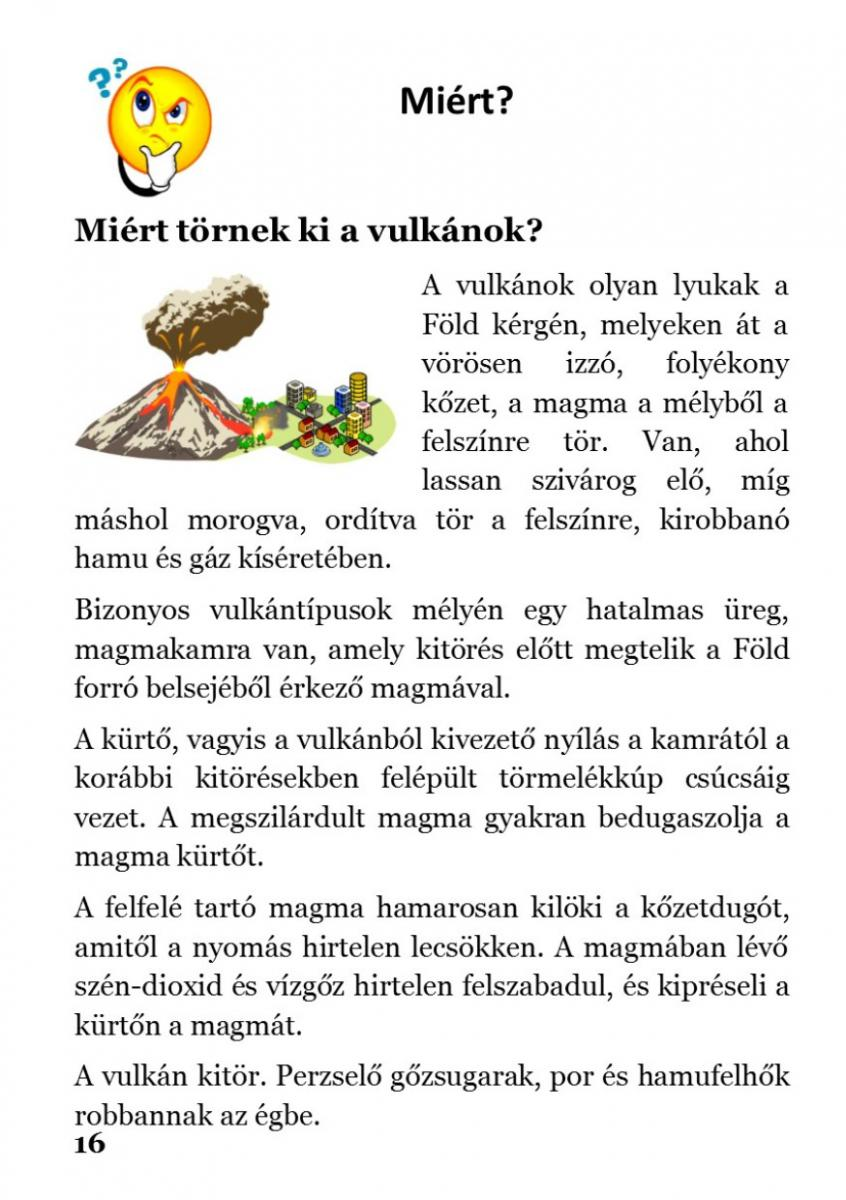 ??
Miért?
Miért törnek ki a vulkánok?
A vulkánok olyan lyukak a
Föld kérgén, melyeken át a
vörösen izzó, folyékony
kőzet, a magma a mélyből a
felszínre tör. Van, ahol
lassan szivárog elő, míg
máshol morogva, ordítva tör a felszínre, kirobbanó
hamu és gáz kíséretében.
Bizonyos vulkántípusok mélyén egy hatalmas üreg,
magmakamra van, amely kitörés előtt megtelik a Föld
forró belsejéből érkező magmával.
A kürtő, vagyis a vulkánból kivezető nyílás a kamrától a
korábbi kitörésekben felépült törmelékkúp csúcsáig
vezet. A megszilárdult magma gyakran bedugaszolja a
magma kürtőt.
A felfelé tartó magma hamarosan kilöki a kőzetdugót,
amitől a nyomás hirtelen lecsökken. A magmában lévő
szén-dioxid és vízgőz hirtelen felszabadul, és kipréseli a
kürtőn a magmát.
A vulkán kitör. Perzselő gőzsugarak, por és hamufelhők
robbannak az égbe.
16